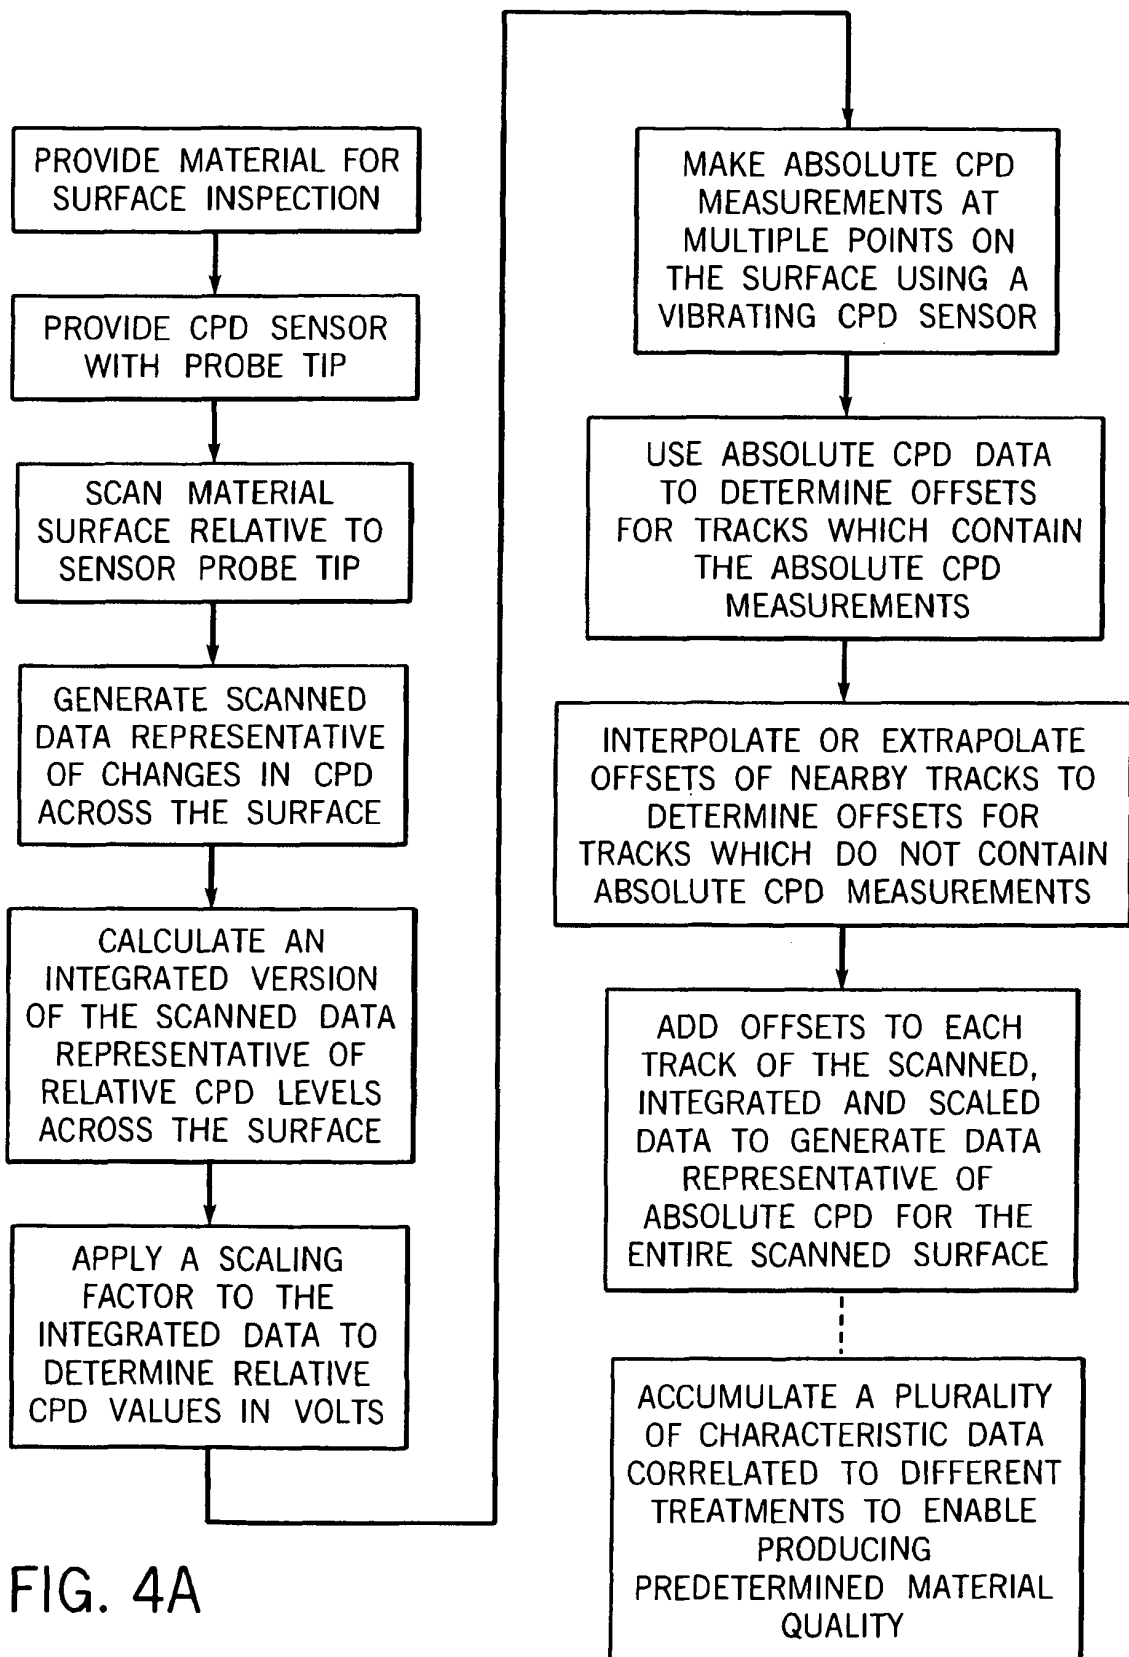 PROVIDE MATERIAL FOR
SURFACE INSPECTION
PROVIDE CPD SENSOR
WITH PROBE TIP
SCAN MATERIAL
SURFACE RELATIVE TO
SENSOR PROBE TIP
GENERATE SCANNED
DATA REPRESENTATIVE
OF CHANGES IN CPD
ACROSS THE SURFACE
CALCULATE AN
INTEGRATED VERSION
OF THE SCANNED DATA
REPRESENTATIVE OF
RELATIVE CPD LEVELS
ACROSS THE SURFACE
APPLY A SCALING
FACTOR TO THE
INTEGRATED DATA TO
DETERMINE RELATIVE
CPD VALUES IN VOLTS
MAKE ABSOLUTE CPD
MEASUREMENTS AT
MULTIPLE POINTS ON
THE SURFACE USING A
VIBRATING CPD SENSOR
USE ABSOLUTE CPD DATA
TO DETERMINE OFFSETS
FOR TRACKS WHICH CONTAIN
THE ABSOLUTE CPD
MEASUREMENTS
INTERPOLATE OR EXTRAPOLATE
OFFSETS OF NEARBY TRACKS TO
DETERMINE OFFSETS FOR
TRACKS WHICH DO NOT CONTAIN
ABSOLUTE CPD MEASUREMENTS
ADD OFFSETS TO EACH
TRACK OF THE SCANNED,
INTEGRATED AND SCALED
DATA TO GENERATE DATA
REPRESENTATIVE OF
ABSOLUTE CPD FOR THE
ENTIRE SCANNED SURFACE
ACCUMULATE A PLURALITY
OF CHARACTERISTIC DATA
CORRELATED TO DIFFERENT
TREATMENTS TO ENABLE
PRODUCING
PREDETERMINED MATERIAL
QUALITY
FIG. 4A